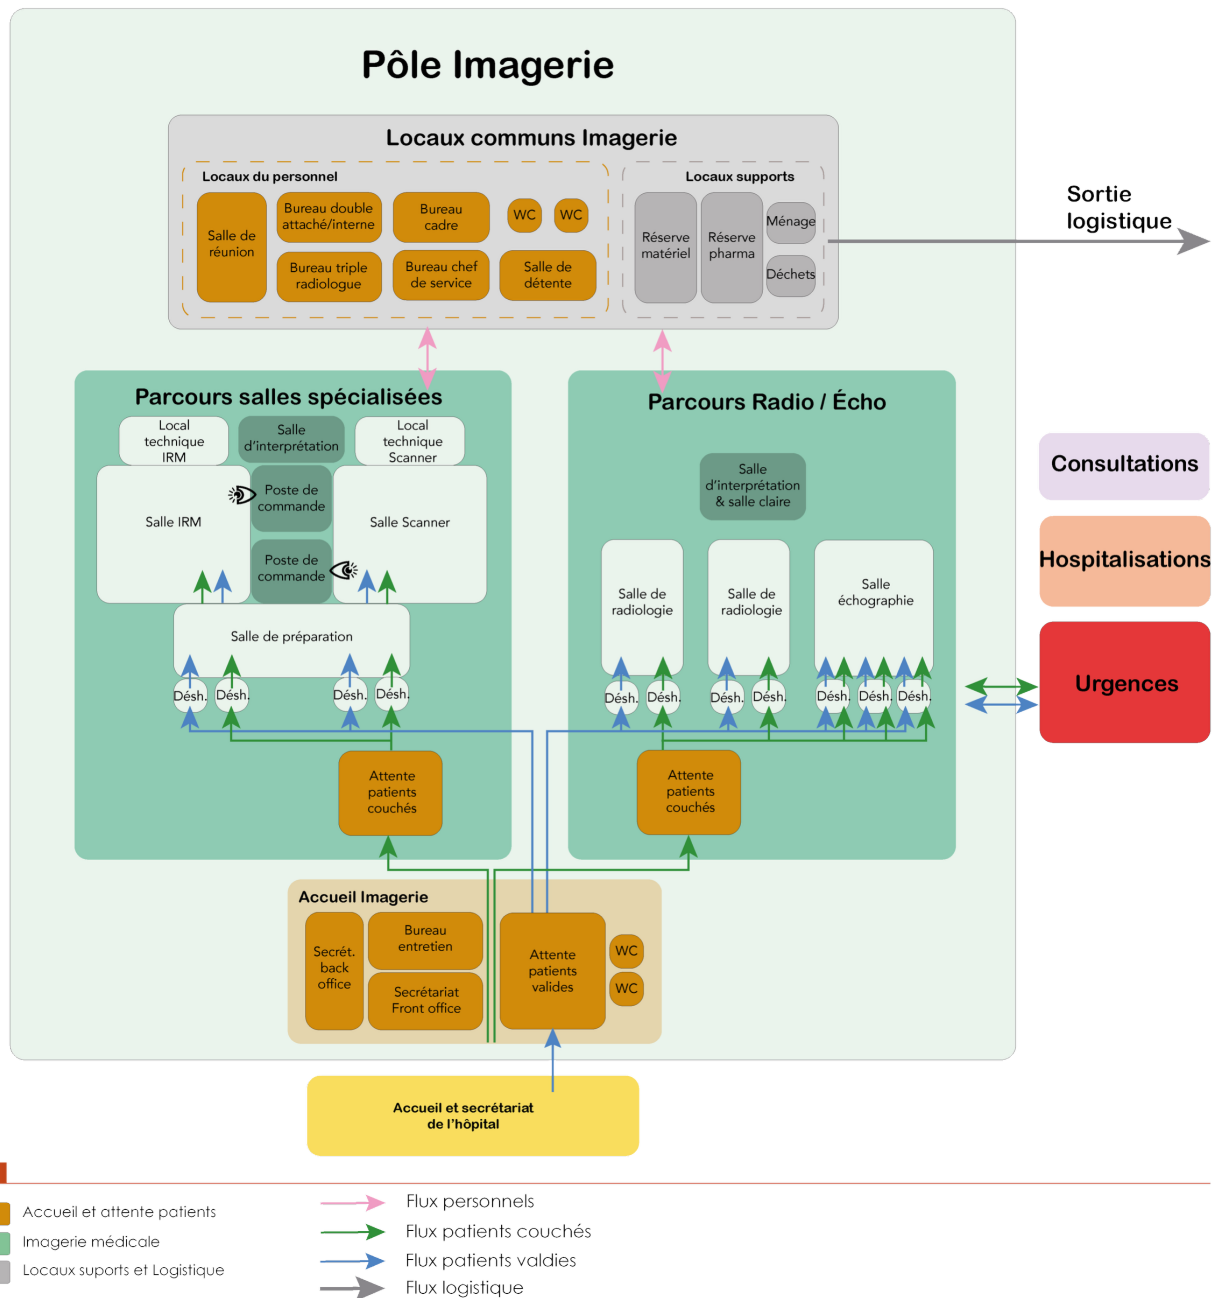 Pôle Imagerie
Locaux communs Imagerie
Locaux du personnel
Locaux supports
Salle de
réunion
Bureau double
attaché/interne
Bureau
cadre
WC
WC
Bureau triple
radiologue
Bureau chef
de service
Salle de
détente
Réserve
matériel
Réserve
pharma
Ménage
Déchets
Sortie
logistique
Parcours salles spécialisées
Local
technique
IRM
Salle
d'interprétation
Local
technique
Scanner
Salle IRM
Poste de
commande
Salle Scanner
Poste de
commande
Salle de préparation
Désh.
Désh.
Désh.
Désh.
Attente
patients
couchés
Parcours Radio / Écho
Salle
d'interprétation
& salle claire
Salle de
radiologie
Salle de
radiologie
Salle
échographie
Désh.
Désh.
Désh.
Désh.
Désh.
Désh.
Désh.
Attente
patients
couchés
Consultations
Hospitalisations
Urgences
Accueil Imagerie
Secrét.
back
office
Bureau
entretien
Secrétariat
Front office
Attente
patients
valides
WC
WC
Accueil et secrétariat
de l'hôpital
Accueil et attente patients
Imagerie médicale
Locaux suports et Logistique
Flux personnels
Flux patients couchés
Flux patients valdies
Flux logistique